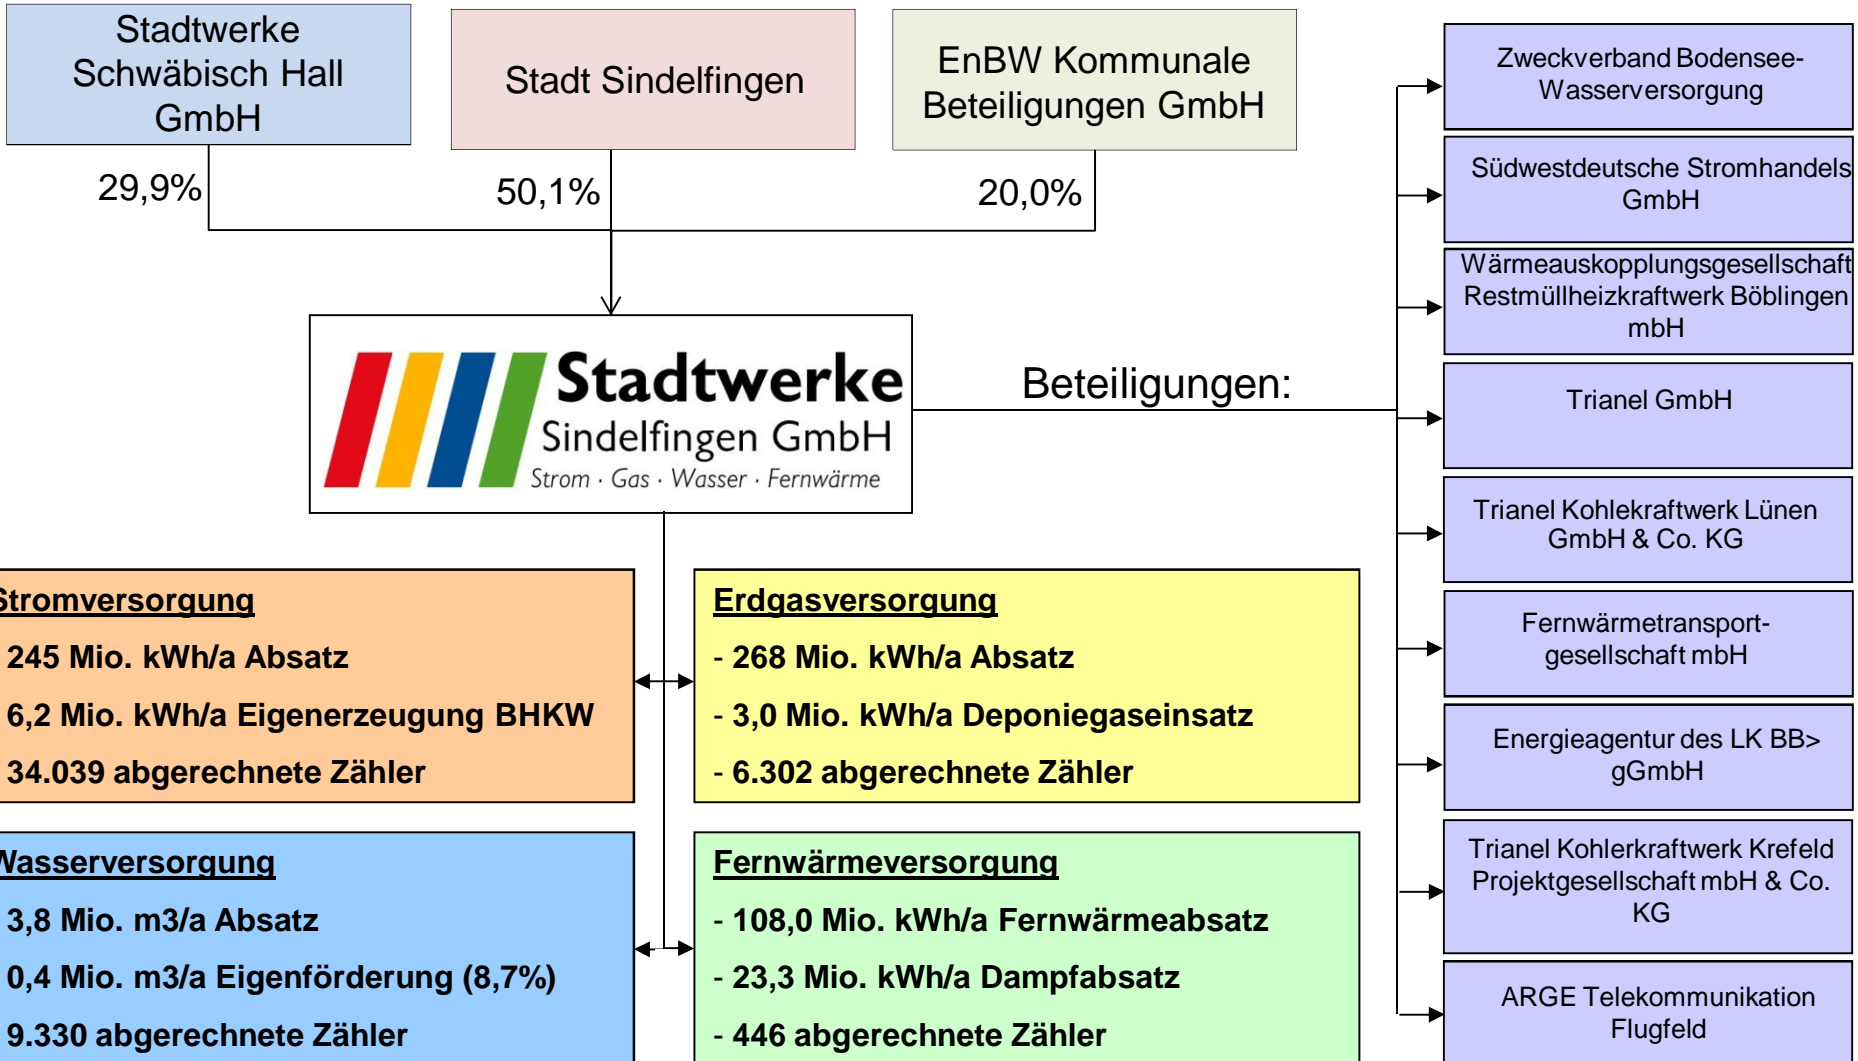 Stadtwerke
Schwäbisch Hall
GmbH
Stadt Sindelfingen
EnBW Kommunale
Beteiligungen GmbH
29,9%
50,1%
20,0%
Stadtwerke
Sindelfingen GmbH
Strom · Gas · Wasser · Fernwärme
Beteiligungen:
Zweckverband Bodensee-
Wasserversorgung
Südwestdeutsche Stromhandels
GmbH
Wärmeauskopplungsgesellschaft
Restmüllheizkraftwerk Böblingen
mbH
Trianel GmbH
Trianel Kohlekraftwerk Lünen
GmbH & Co. KG
Fernwärmetransport-
gesellschaft mbH
Energieagentur des LK BB>
gGmbH
Trianel Kohlerkraftwerk Krefeld
Projektgesellschaft mbH & Co.
KG
ARGE Telekommunikation
Flugfeld
Stromversorgung
245 Mio. kWh/a Absatz
6,2 Mio. kWh/a Eigenerzeugung BHKW
34.039 abgerechnete Zähler
Erdgasversorgung
- 268 Mio. kWh/a Absatz
- 3,0 Mio. kWh/a Deponiegaseinsatz
- 6.302 abgerechnete Zähler
Wasserversorgung
3,8 Mio. m3/a Absatz
0,4 Mio. m3/a Eigenförderung (8,7%)
9.330 abgerechnete Zähler
Fernwärmeversorgung
- 108,0 Mio. kWh/a Fernwärmeabsatz
- 23,3 Mio. kWh/a Dampfabsatz
- 446 abgerechnete Zähler